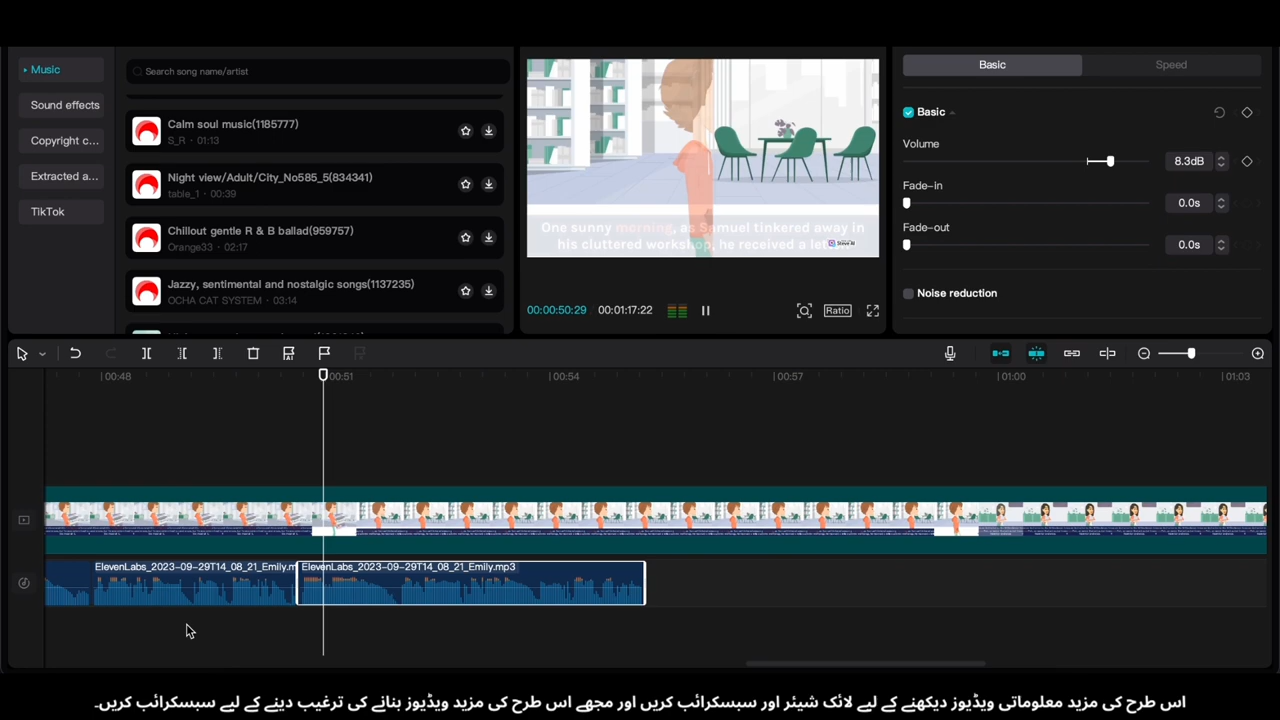 Music
Sound effects
Copyright c...
Extracted a...
TikTok
Search song name/artist
Calm soul music(1185777)
S_R · 01:13
Night view/Adult/City_No585_5(834341)
table_1 · 00:39
Chillout gentle R & B ballad(959757)
Orange33 · 02:17
Jazzy, sentimental and nostalgic songs(1137235)
OCHA CAT SYSTEM · 03:14
One sunny morning, as Samuel tinkered away in
his cluttered workshop, he received a
Steve AI
00:00:50:29 00:01:17:22
Ratio
Basic Speed
Basic
Volume
8.3dB
Fade-in
0.0s
Fade-out
0.0s
Noise reduction
00:48 00:51 00:54 00:57 01:00 01:03
ElevenLabs_2023-09-29T14_08_21_Emily.m
ElevenLabs_2023-09-29T14_08_21_Emily.mp3
اس طرح کی مزید معلوماتی ویڈیوز دیکھنے کے لیے لائک شیئر اور سبسکرائب کریں اور مجھے اس طرح کی مزید ویڈیوز بنانے کی ترغیب دینے کے لیے سبسکرائب کریں۔